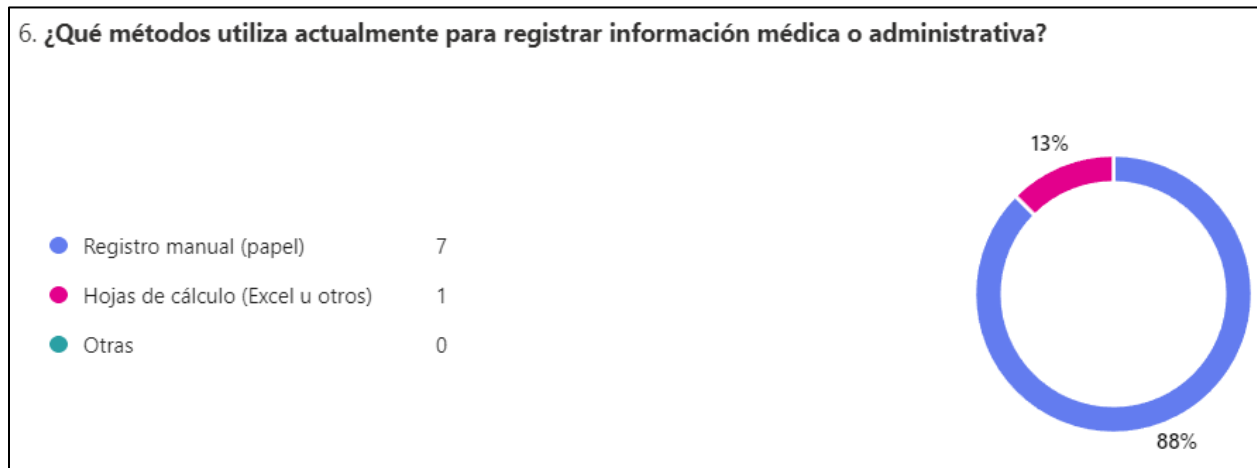 6. ¿Qué métodos utiliza actualmente para registrar información médica o administrativa?
13%
Registro manual (papel) 7
Hojas de cálculo (Excel u otros) 1
Otras 0
88%